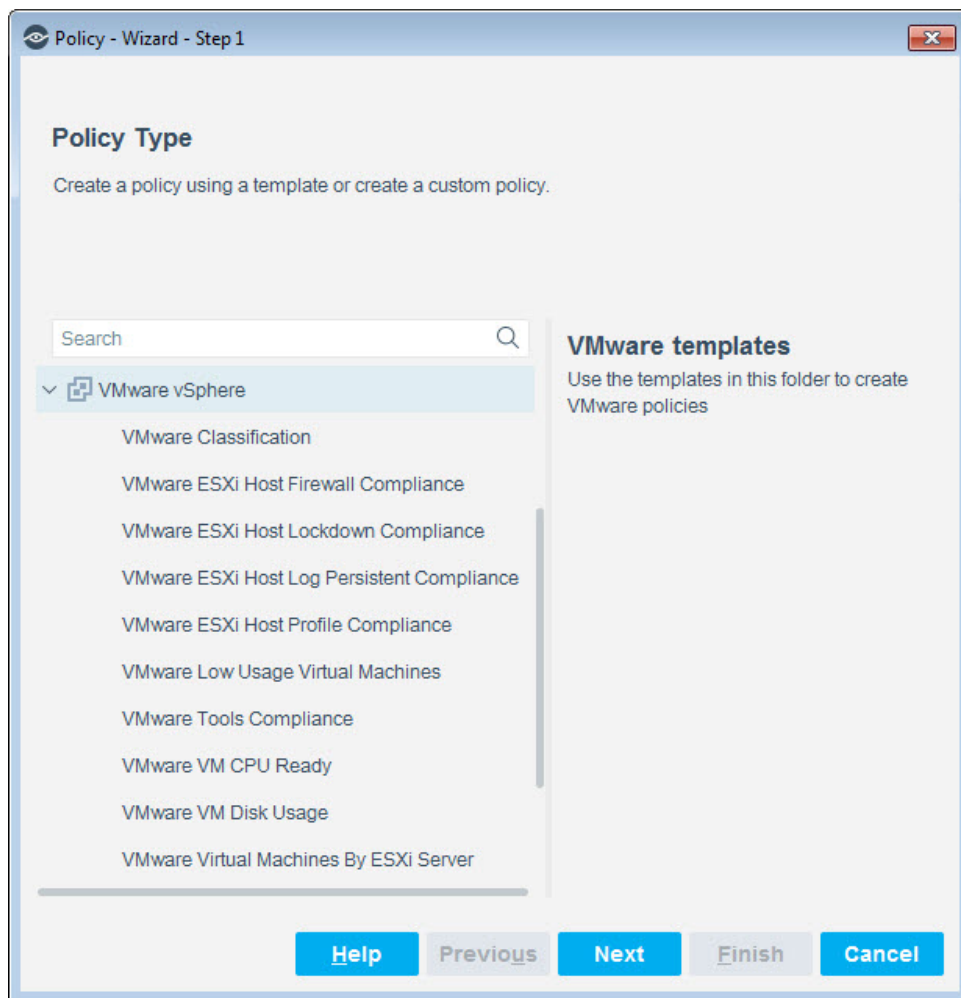 Policy - Wizard - Step 1
Policy Type
Create a policy using a template or create a custom policy.
Search
VMware vSphere
VMware Classification
VMware ESXi Host Firewall Compliance
VMware ESXi Host Lockdown Compliance
VMware ESXi Host Log Persistent Compliance
VMware ESXi Host Profile Compliance
VMware Low Usage Virtual Machines
VMware Tools Compliance
VMware VM CPU Ready
VMware VM Disk Usage
VMware Virtual Machines By ESXi Server
VMware templates
Use the templates in this folder to create
VMware policies
Help Previous Next Finish Cancel